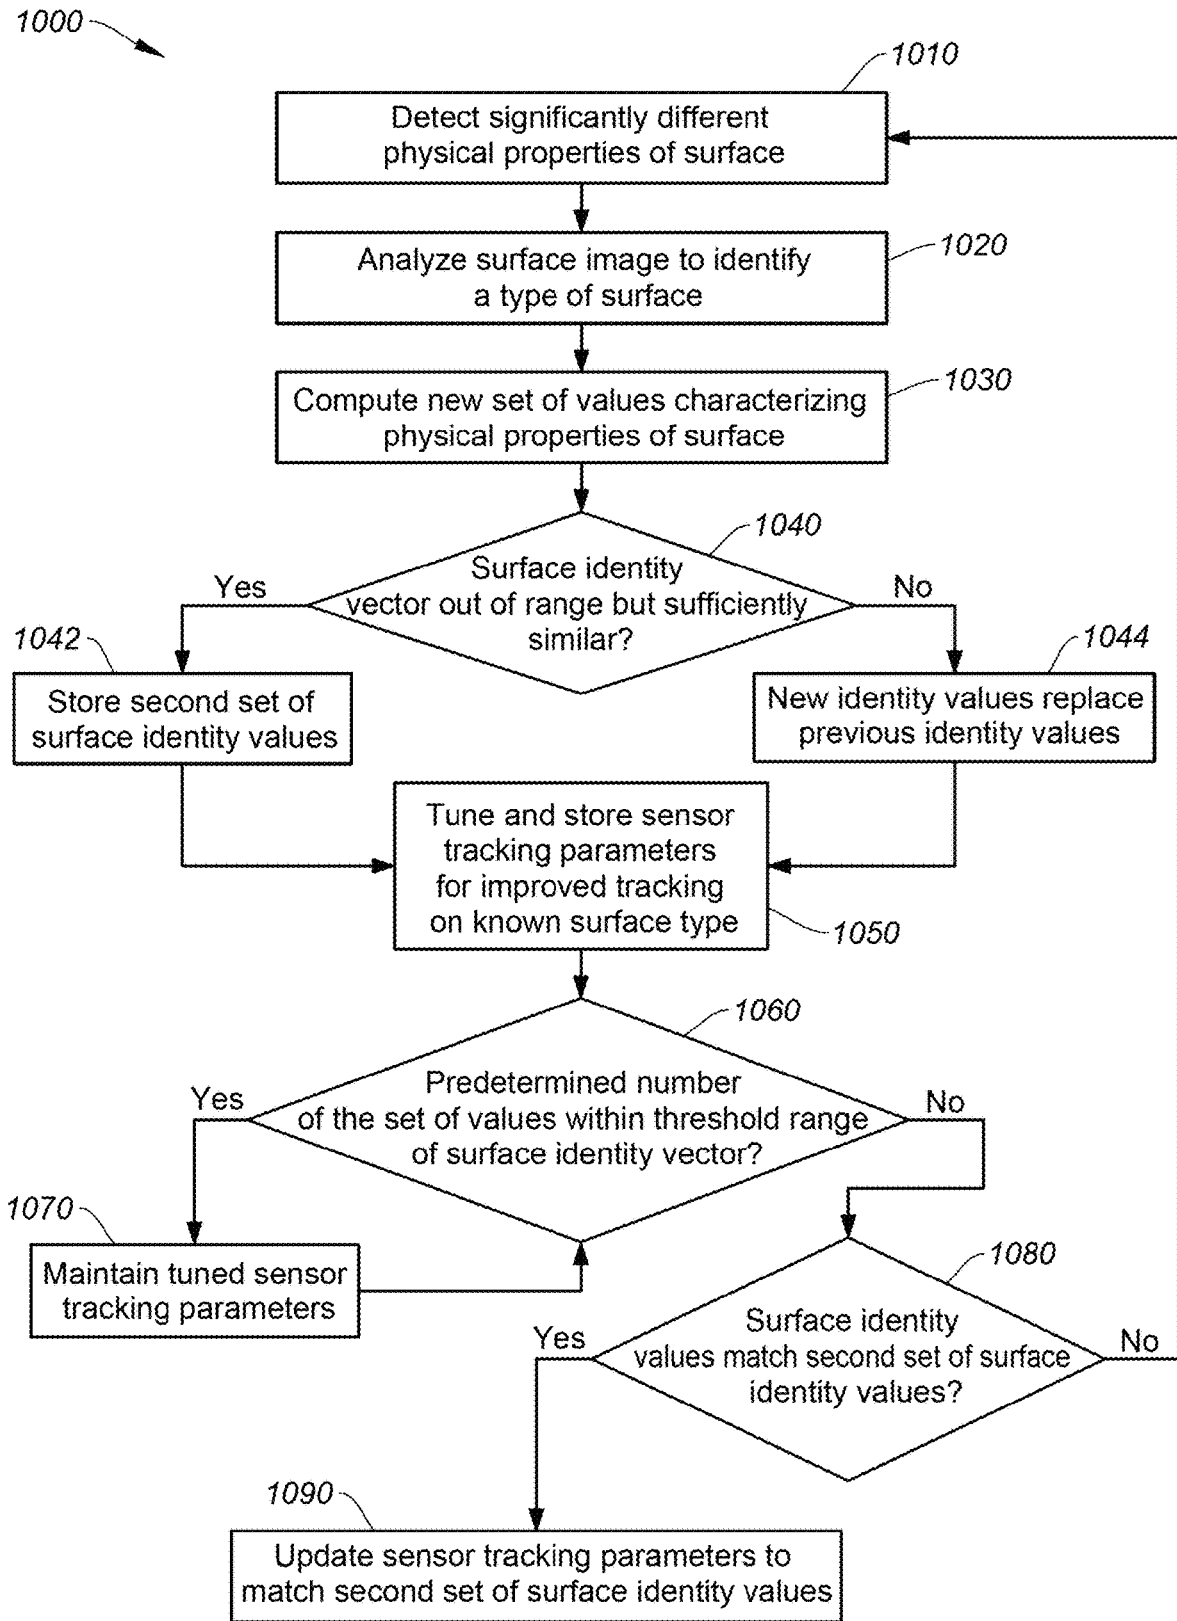 1000
1010
Detect significantly different
physical properties of surface
1020
Analyze surface image to identify
a type of surface
1030
Compute new set of values characterizing
physical properties of surface
1040
Surface identity
vector out of range but sufficiently
similar?
Yes
No
1042
Store second set of
surface identity values
1044
New identity values replace
previous identity values
Tune and store sensor
tracking parameters
for improved tracking
on known surface type
1050
1060
Predetermined number
of the set of values within threshold range
of surface identity vector?
Yes
No
1070
Maintain tuned sensor
tracking parameters
1080
Surface identity
values match second set of surface
identity values?
Yes
No
1090
Update sensor tracking parameters to
match second set of surface identity values